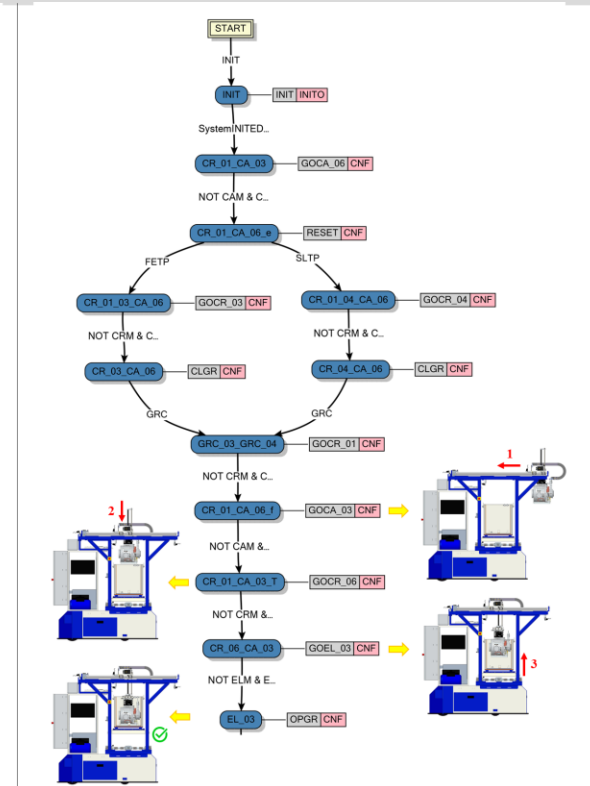 START
INIT
INIT INIT INITO
SystemINITED...
CR_01_CA_03 GOCA_06 CNF
NOT CAM & C...
CR_01_CA_06_e RESET CNF
FETP SLTP
CR_01_03_CA_06 GOCR_03 CNF CR_01_04_CA_06 GOCR_04 CNF
NOT CRM & C... NOT CRM & C...
CR_03_CA_06 CLGR CNF CR_04_CA_06 CLGR CNF
GRC GRC
GRC_03_GRC_04 GOCR_01 CNF
1
NOT CRM & C...
CR_01_CA_06_f GOCA_03 CNF
2
NOT CAM &...
CR_01_CA_03_T GOCR_06 CNF
NOT CRM &...
CR_06_CA_03 GOEL_03 CNF
3
NOT ELM & E...
EL_03 OPGR CNF